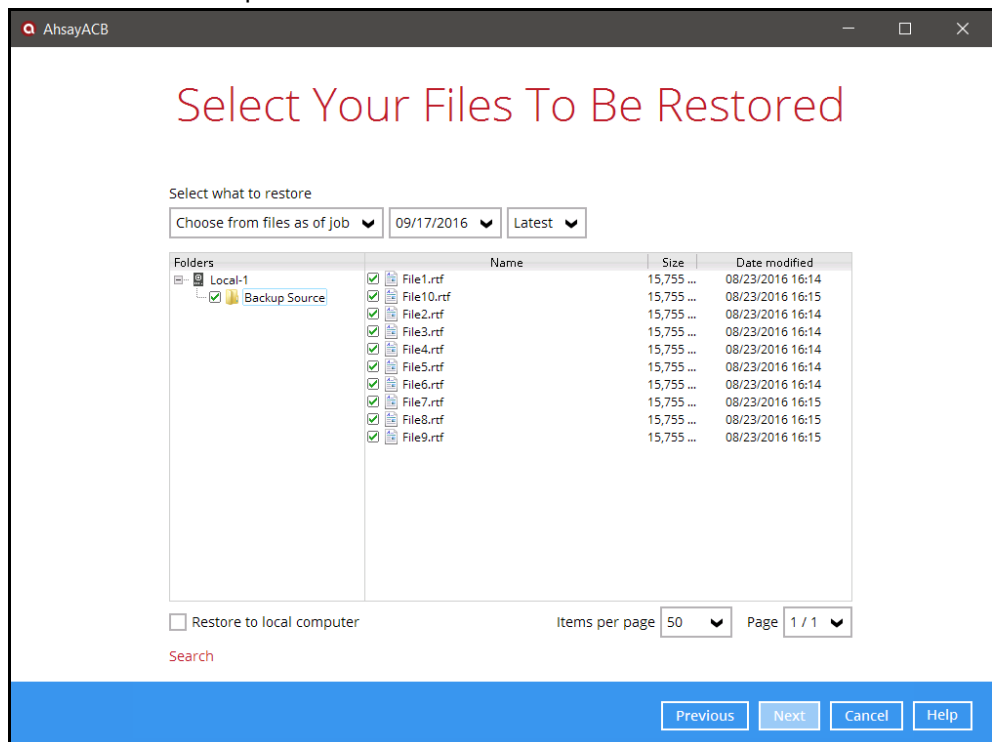 AhsayACB
Select Your Files To Be Restored
Select what to restore
Choose from files as of job 09/17/2016 Latest
Folders Name Size Date modified
Local-1 File1.rtf 15,755 ... 08/23/2016 16:14
Backup Source File10.rtf 15,755 ... 08/23/2016 16:15
File2.rtf 15,755 ... 08/23/2016 16:14
File3.rtf 15,755 ... 08/23/2016 16:14
File4.rtf 15,755 ... 08/23/2016 16:14
File5.rtf 15,755 ... 08/23/2016 16:14
File6.rtf 15,755 ... 08/23/2016 16:14
File7.rtf 15,755 ... 08/23/2016 16:15
File8.rtf 15,755 ... 08/23/2016 16:15
File9.rtf 15,755 ... 08/23/2016 16:15
Restore to local computer Items per page 50 Page 1 / 1
Search
Previous Next Cancel Help